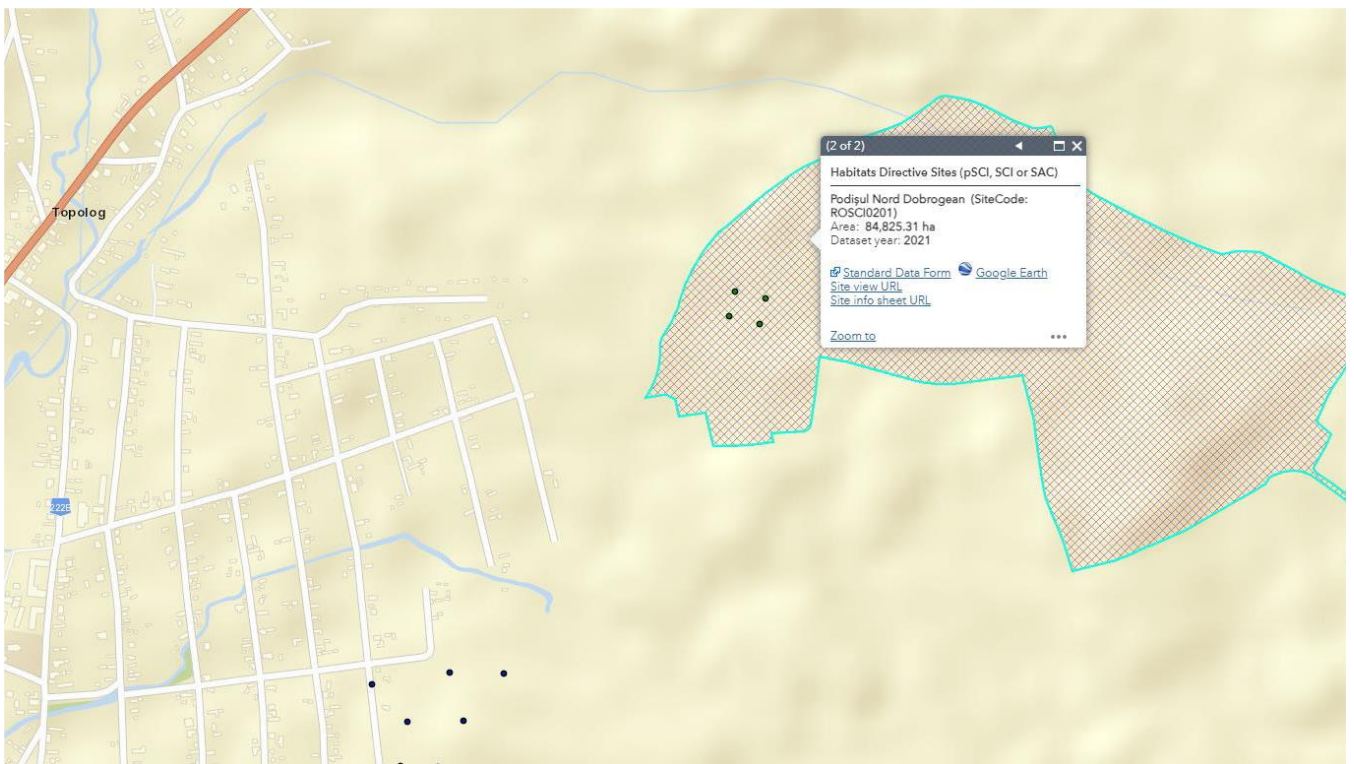 (2 of 2)
Habitats Directive Sites (pSCI, SCI or SAC)
Podișul Nord Dobrogean (SiteCode:
ROSCI0201)
Area: 84,825.31 ha
Dataset year: 2021
Standard Data Form Google Earth
Site view URL
Site info sheet URL
Zoom to
Topolog
222E